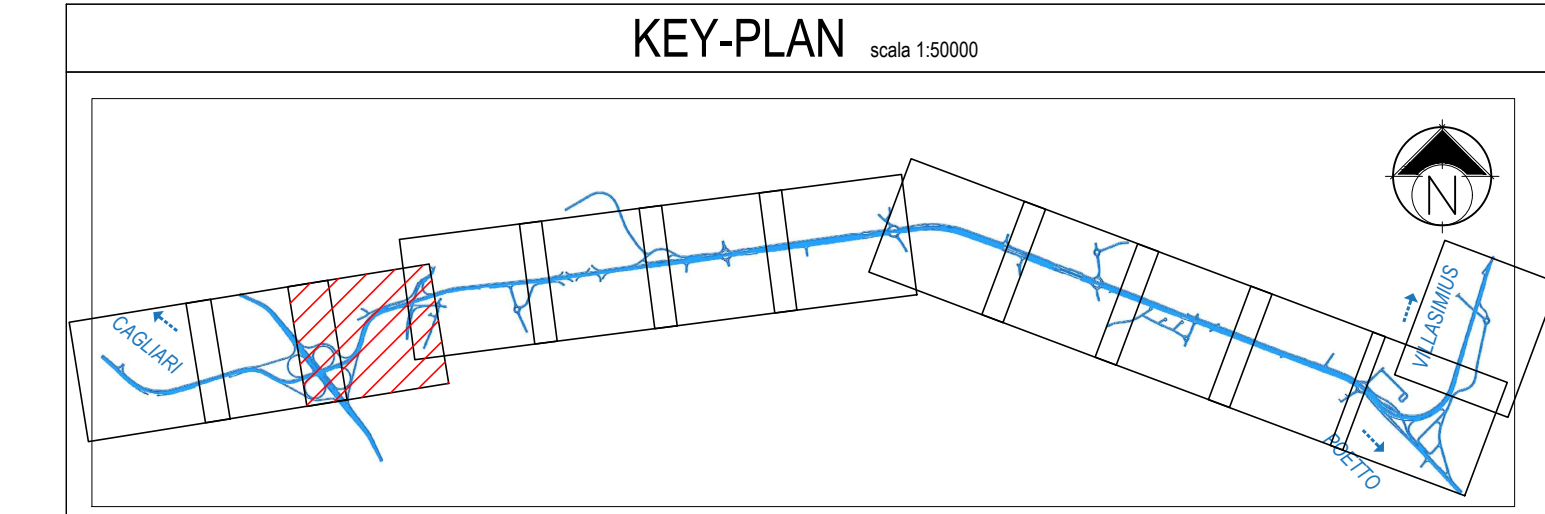 KEY-PLAN scala 1:50000
N
CAGLIARI
VILLASIMIUS
POETTO